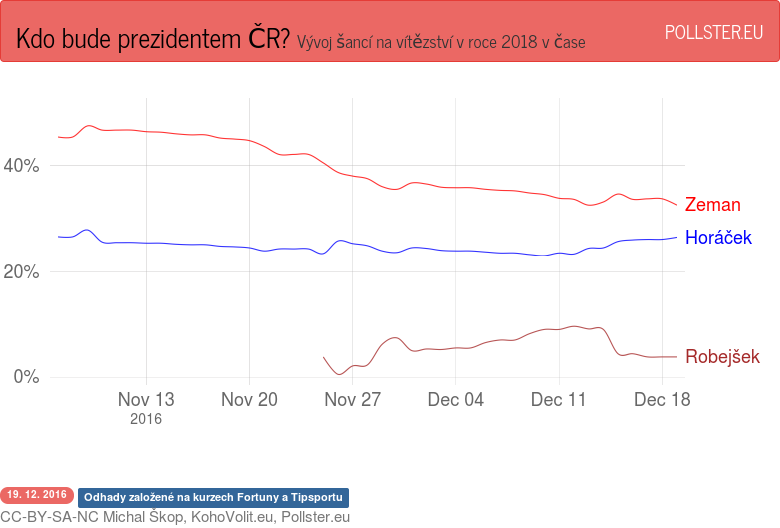 Kdo bude prezidentem ČR? Vývoj šancí na vítězství v roce 2018 v čase
POLLSTER.EU
40%
20%
0%
Zeman
Horáček
Robejšek
Nov 13 Nov 20 Nov 27 Dec 04 Dec 11 Dec 18
2016
19. 12. 2016 Odhady založené na kurzech Fortuny a Tipsportu
CC-BY-SA-NC Michal Škop, KohoVolit.eu, Pollster.eu